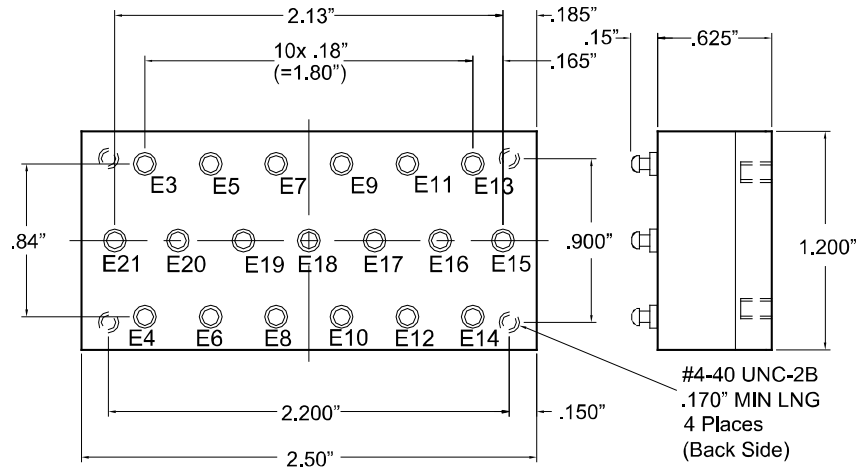 2.13”
.185”
.15”
.625”
10x .18”
(=1.80”)
.165”
E3 E5 E7 E9 E11 E13
.84”
.900”
1.200”
E21 E20 E19 E18 E17 E16 E15
E4 E6 E8 E10 E12 E14
#4-40 UNC-2B
.170” MIN LNG
4 Places
(Back Side)
2.200”
.150”
2.50”